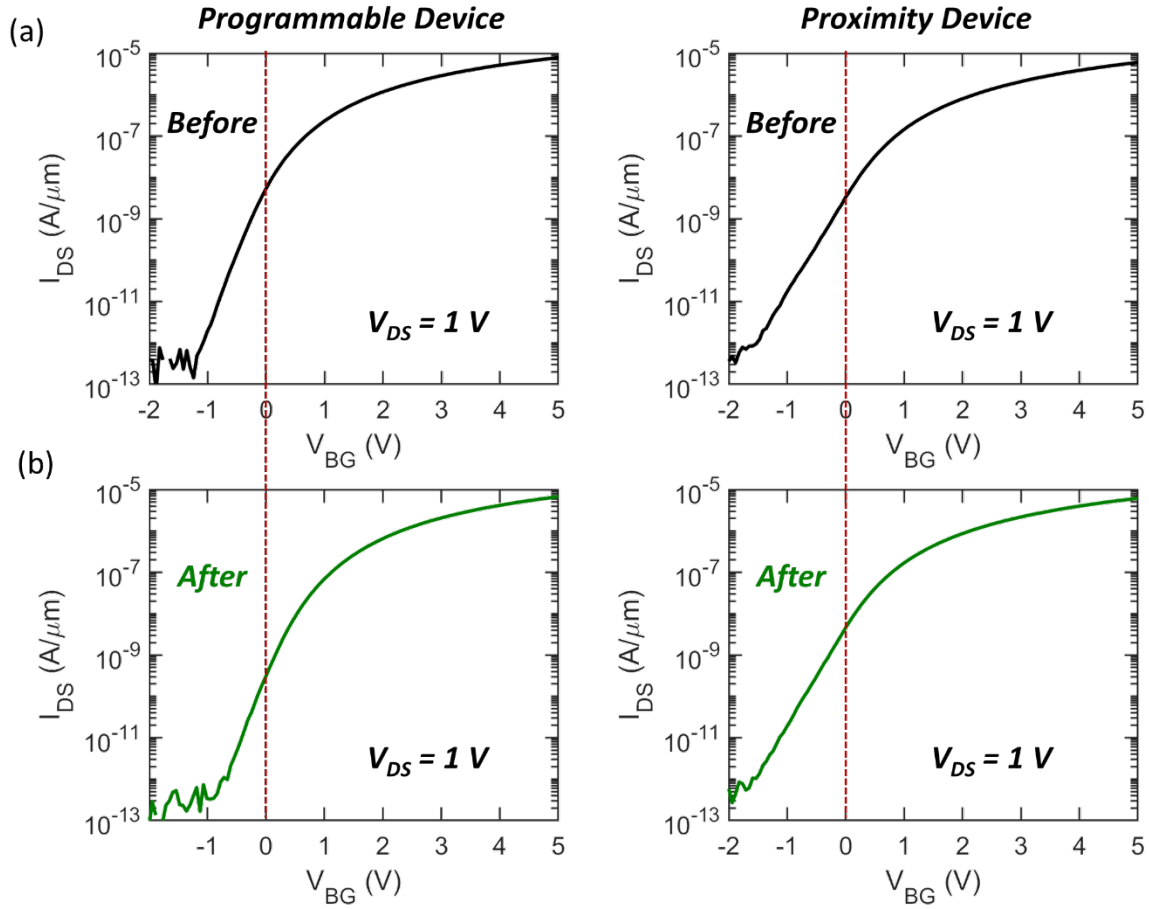 Programmable Device
Proximity Device
(a)
10^-5
10^-7
10^-9
10^-11
10^-13
I_DS (A/μm)
Before
V_DS = 1 V
-2 -1 0 1 2 3 4 5
V_BG (V)
10^-5
10^-7
10^-9
10^-11
10^-13
I_DS (A/μm)
Before
V_DS = 1 V
-2 -1 0 1 2 3 4 5
V_BG (V)
(b)
10^-5
10^-7
10^-9
10^-11
10^-13
I_DS (A/μm)
After
V_DS = 1 V
-1 0 1 2 3 4 5
V_BG (V)
10^-5
10^-7
10^-9
10^-11
10^-13
I_DS (A/μm)
After
V_DS = 1 V
-2 -1 0 1 2 3 4 5
V_BG (V)